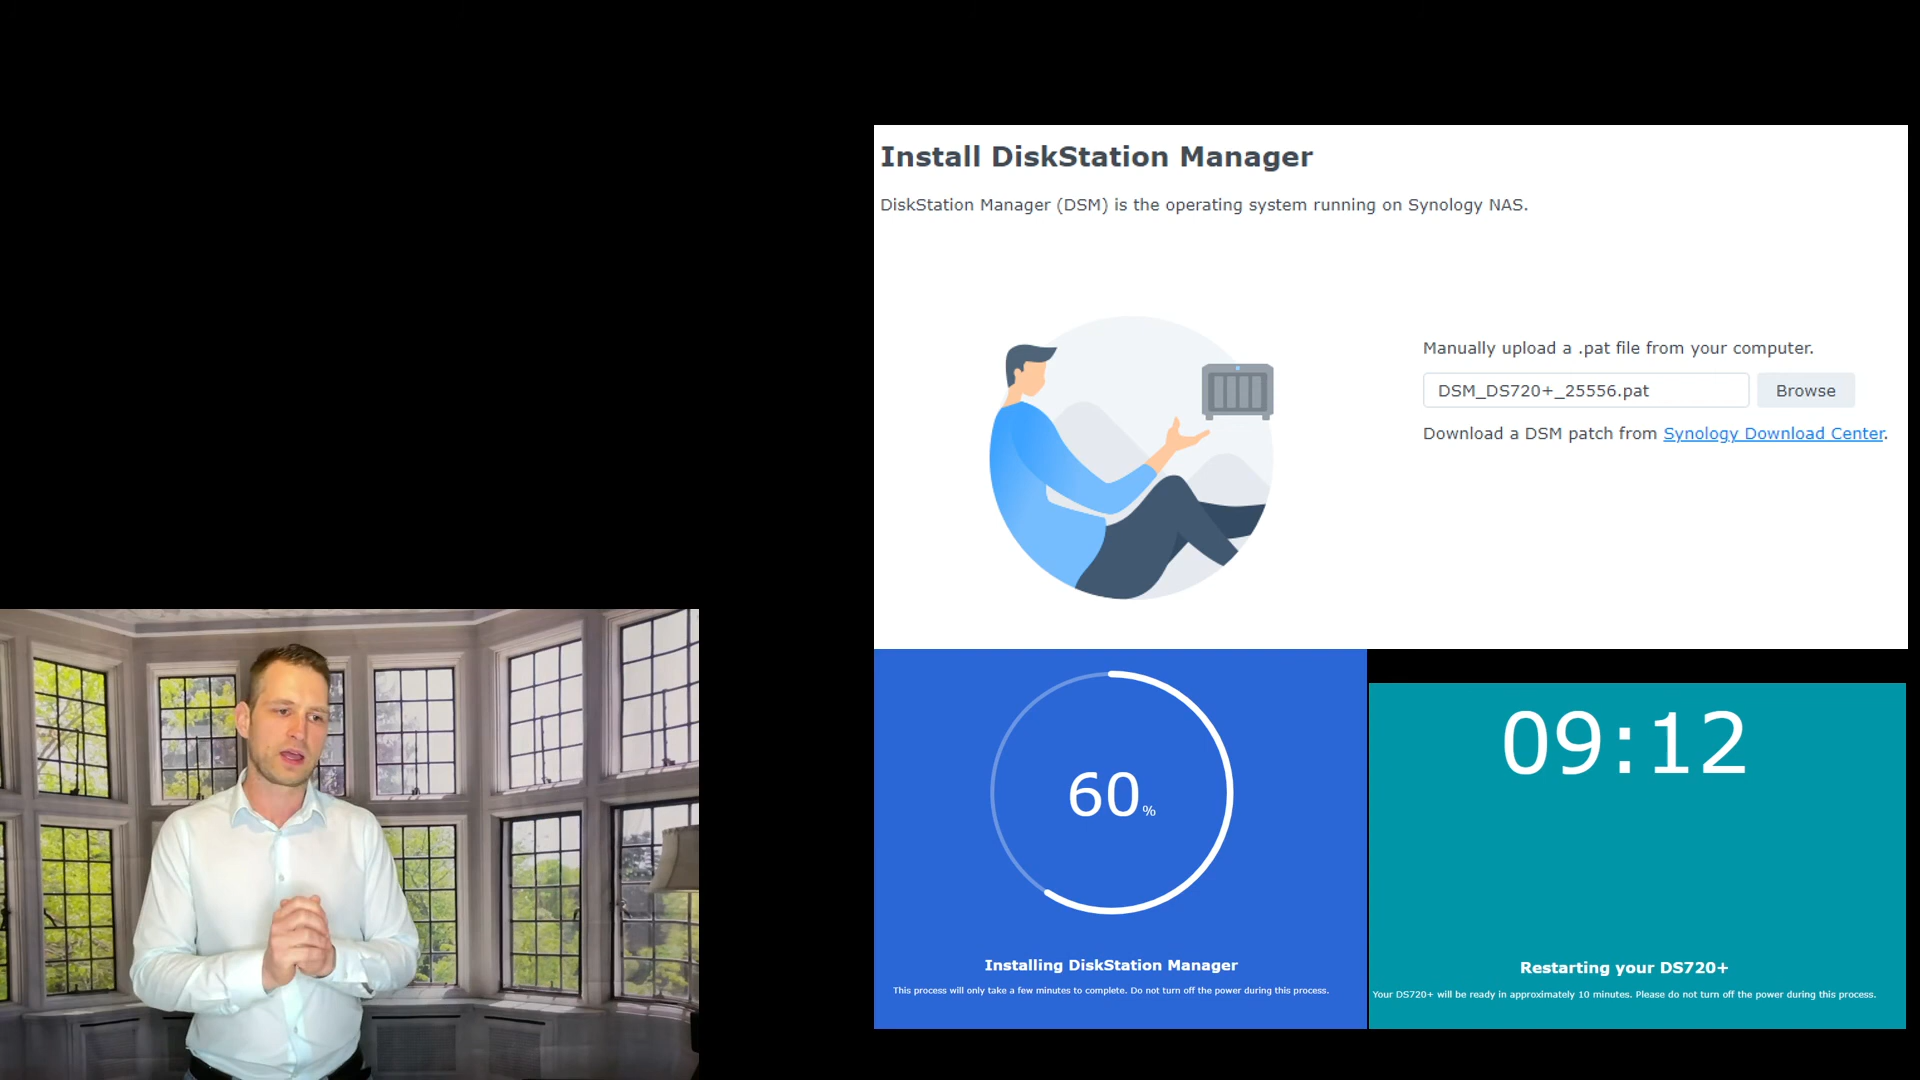 Install DiskStation Manager
DiskStation Manager (DSM) is the operating system running on Synology NAS.
Manually upload a .pat file from your computer.
DSM_DS720+_25556.pat Browse
Download a DSM patch from Synology Download Center.
60%
Installing DiskStation Manager
This process will only take a few minutes to complete. Do not turn off the power during this process.
09:12
Restarting your DS720+
Your DS720+ will be ready in approximately 10 minutes. Please do not turn off the power during this process.